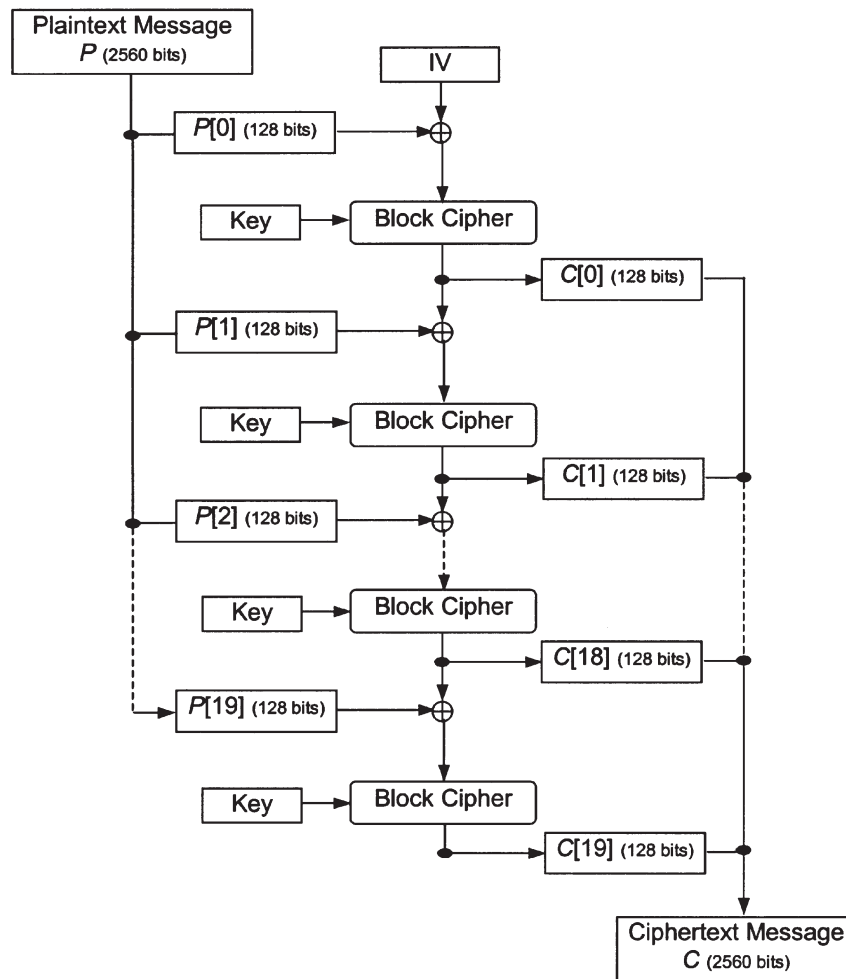 Plaintext Message
P (2560 bits)
IV
P[0] (128 bits)
Key
Block Cipher
C[0] (128 bits)
P[1] (128 bits)
Key
Block Cipher
C[1] (128 bits)
P[2] (128 bits)
Key
Block Cipher
C[18] (128 bits)
P[19] (128 bits)
Key
Block Cipher
C[19] (128 bits)
Ciphertext Message
C (2560 bits)